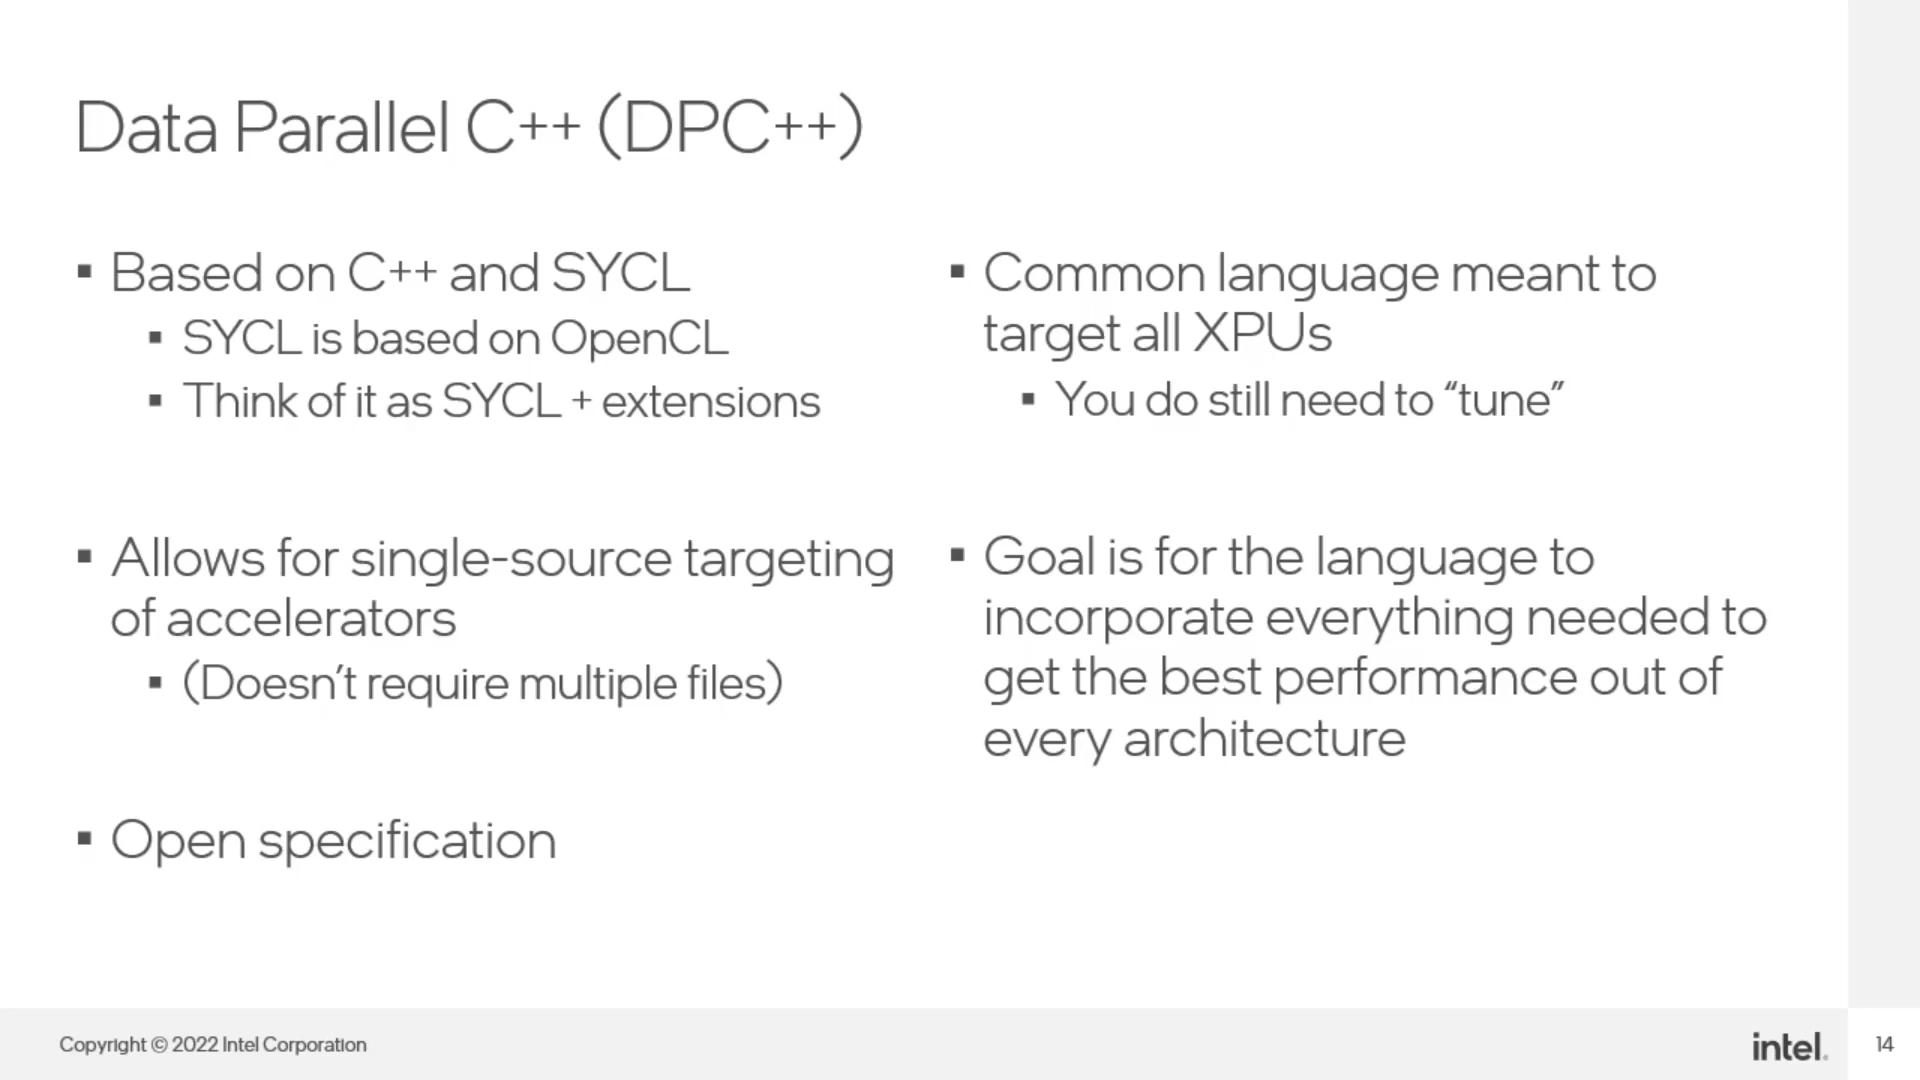 Data Parallel C++ (DPC++)
▪ Based on C++ and SYCL
▪ SYCL is based on OpenCL
▪ Think of it as SYCL + extensions
▪ Allows for single-source targeting
of accelerators
▪ (Doesn’t require multiple files)
▪ Open specification
▪ Common language meant to
target all XPUs
▪ You do still need to “tune”
▪ Goal is for the language to
incorporate everything needed to
get the best performance out of
every architecture
Copyright © 2022 Intel Corporation
intel.
14